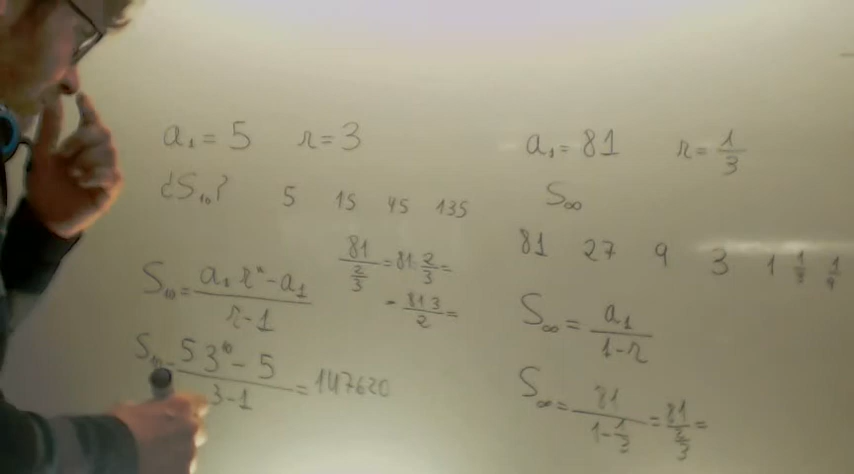 a₁ = 5 r = 3
¿S₁₀? 5 15 45 135
S₁₀ = (a₁ rⁿ - a₁)/(r - 1)
S₁₀ = (5 3¹⁰ - 5)/(3 - 1) = 147620
81/(2/3) = 81 : 2/3 =
= (81 3)/2 =
a₁ = 81 r = 1/3
S∞
81 27 9 3 1 1/3 1/9
S∞ = a₁/(1 - r)
S∞ = 81/(1 - 1/3) = 81/(2/3) =